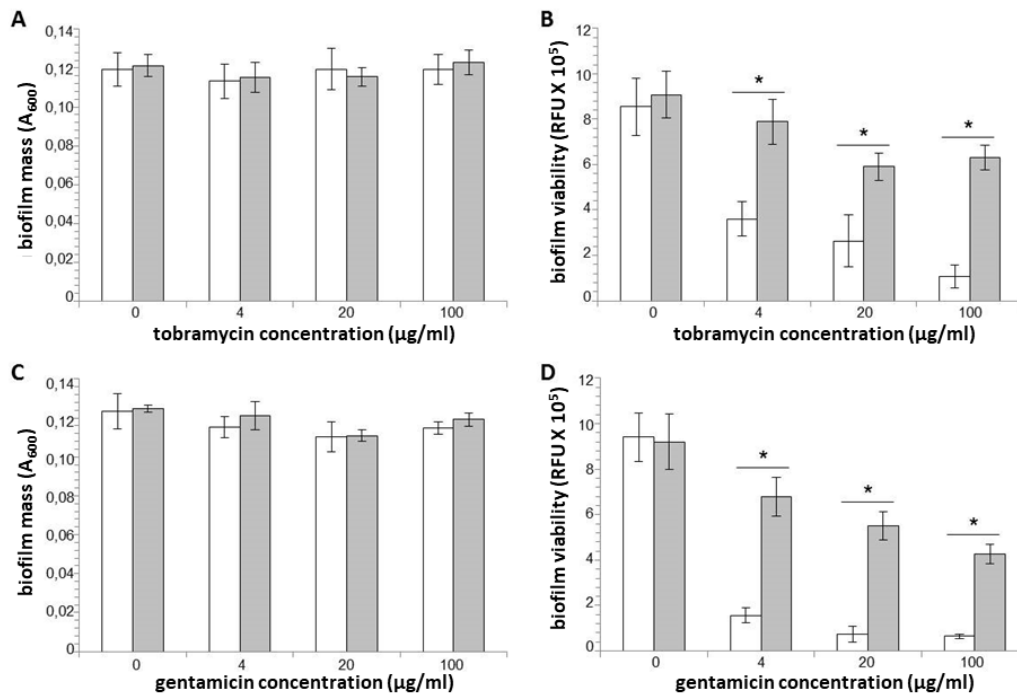 A
0,14
0,12
0,10
0,08
0,06
0,04
0,02
0
biofilm mass (A600)
0 4 20 100
tobramycin concentration (µg/ml)
B
12
10
8
6
4
2
0
biofilm viability (RFU X 10⁵)
* * *
0 4 20 100
tobramycin concentration (µg/ml)
C
0,14
0,12
0,10
0,08
0,06
0,04
0,02
0
biofilm mass (A600)
0 4 20 100
gentamicin concentration (µg/ml)
D
12
10
8
6
4
2
0
biofilm viability (RFU X 10⁵)
* * *
0 4 20 100
gentamicin concentration (µg/ml)